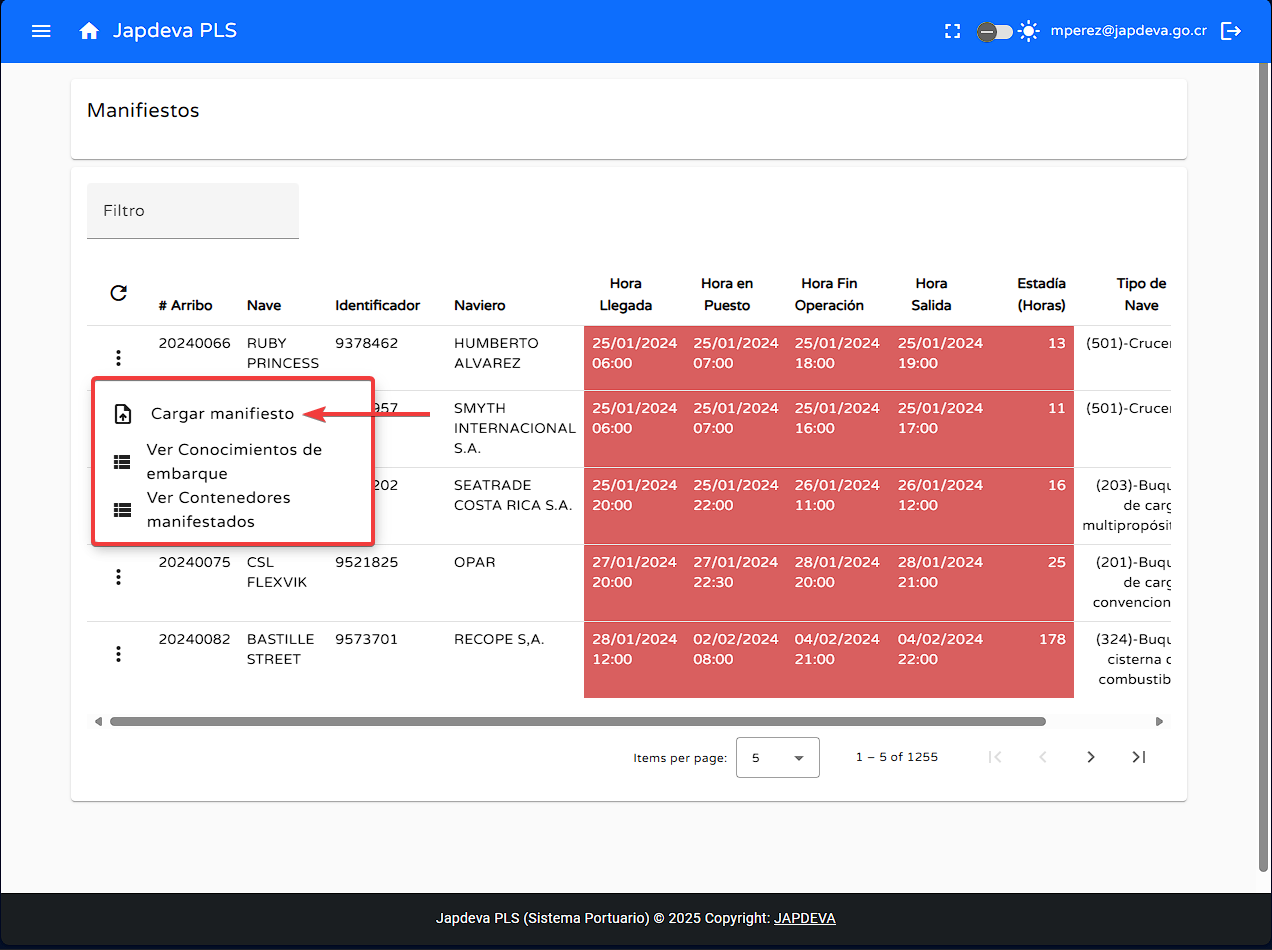 Japdeva PLS
mperez@japdeva.go.cr
Manifiestos
Filtro
# Arribo Nave Identificador Naviero Hora Llegada Hora en Puesto Hora Fin Operación Hora Salida Estadía (Horas) Tipo de Nave
20240066 RUBY 9378462 HUMBERTO 25/01/2024 25/01/2024 25/01/2024 25/01/2024 13 (501)-Crucer
PRINCESS ALVAREZ 06:00 07:00 18:00 19:00
957 SMYTH 25/01/2024 25/01/2024 25/01/2024 25/01/2024 11 (501)-Crucer
INTERNACIONAL 06:00 07:00 16:00 17:00
S.A.
Cargar manifiesto
Ver Conocimientos de
embarque
Ver Contenedores
manifestados
202 SEATRADE 25/01/2024 25/01/2024 26/01/2024 26/01/2024 16 (203)-Buqu
COSTA RICA S.A. 20:00 22:00 11:00 12:00 de carg
multipropósit
20240075 CSL 9521825 OPAR 27/01/2024 27/01/2024 28/01/2024 28/01/2024 25 (201)-Buqu
FLEXVIK 20:00 22:30 20:00 21:00 de carg
convencion
20240082 BASTILLE 9573701 RECOPE S,A. 28/01/2024 02/02/2024 04/02/2024 04/02/2024 178 (324)-Buqu
STREET 12:00 08:00 21:00 22:00 cisterna d
combustib
Items per page: 5 1 – 5 of 1255
Japdeva PLS (Sistema Portuario) © 2025 Copyright: JAPDEVA